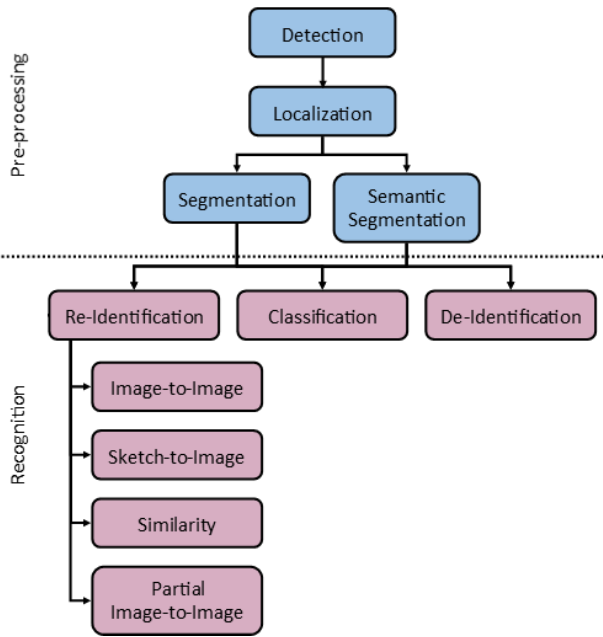 Pre-processing
Detection
Localization
Segmentation
Semantic
Segmentation
Recognition
Re-Identification
Classification
De-Identification
Image-to-Image
Sketch-to-Image
Similarity
Partial
Image-to-Image